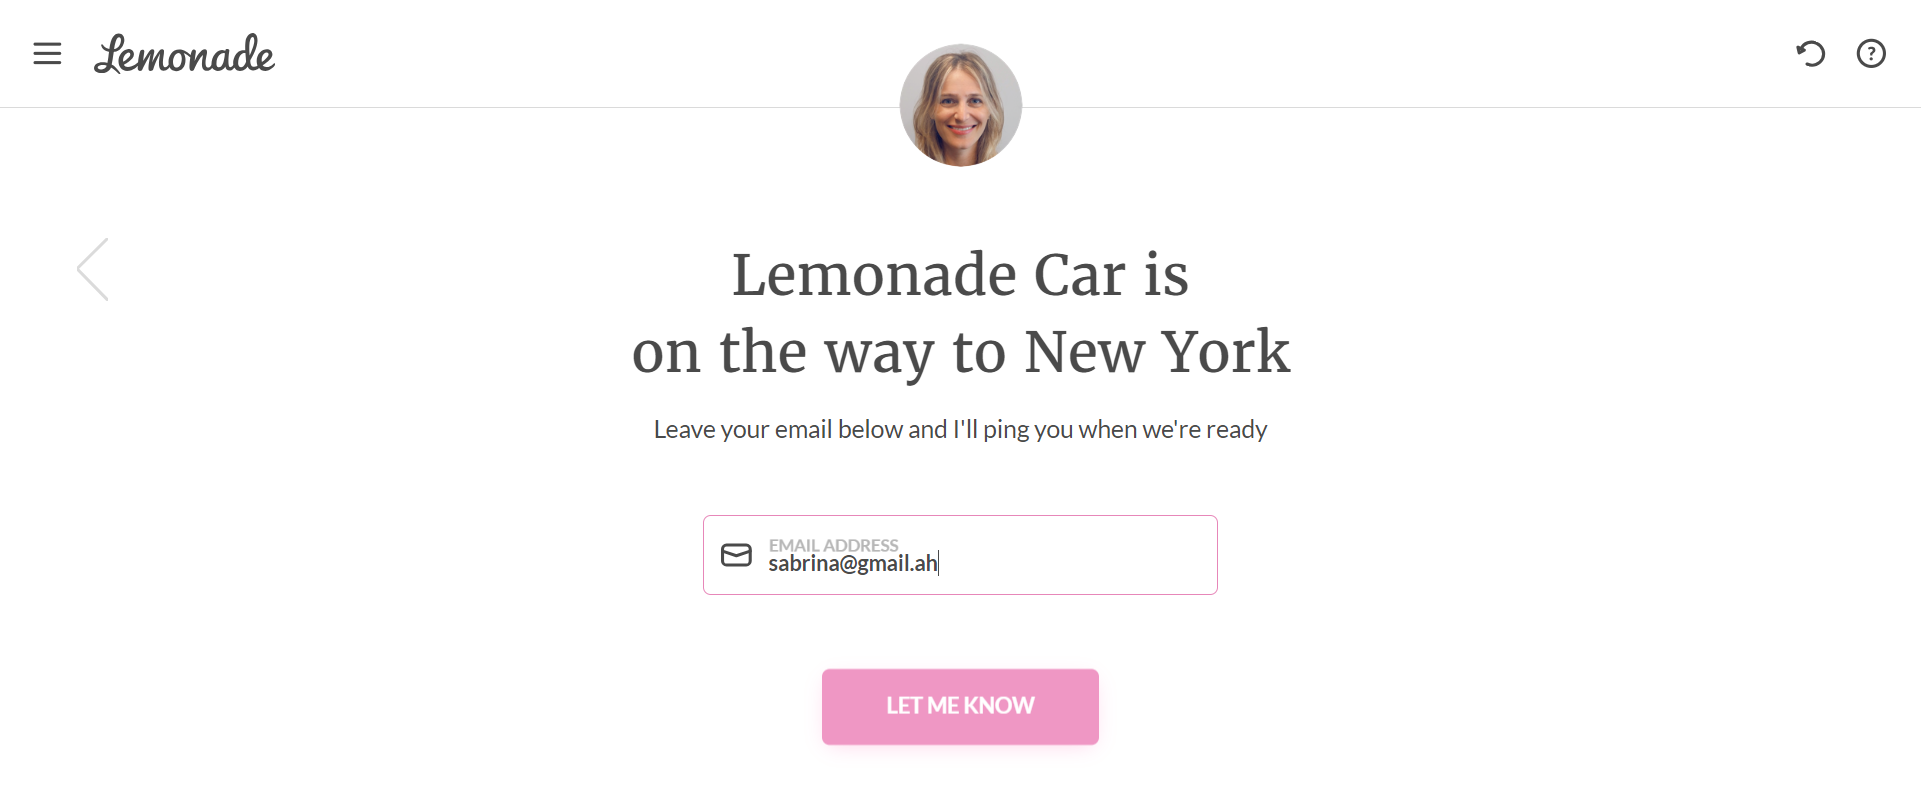 Lemonade
Lemonade Car is
on the way to New York
Leave your email below and I'll ping you when we're ready
EMAIL ADDRESS
sabrina@gmail.ah
LET ME KNOW